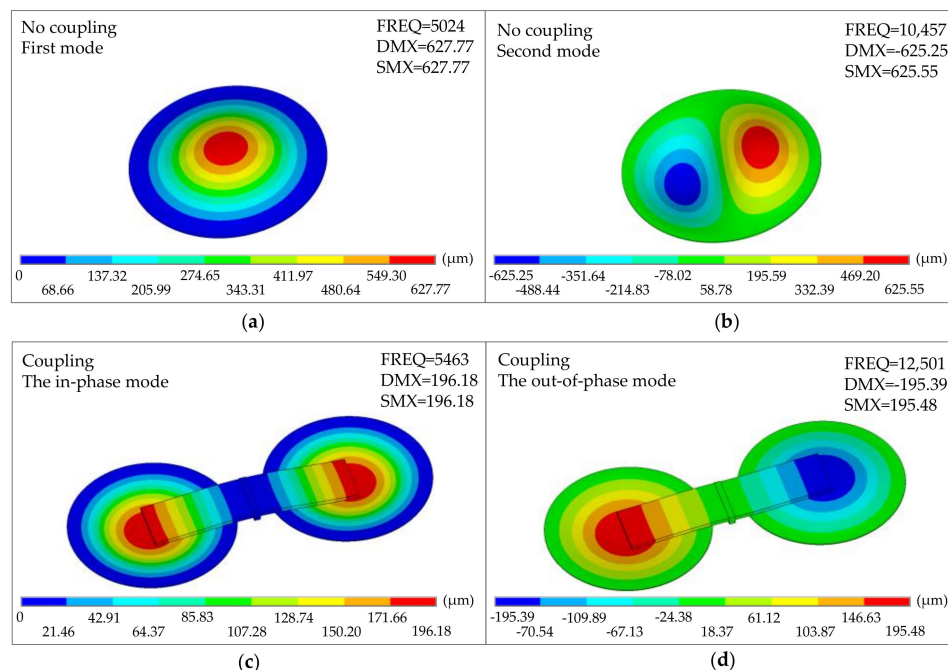 No coupling
First mode
FREQ=5024
DMX=627.77
SMX=627.77
(μm)
0 137.32 274.65 411.97 549.30
68.66 205.99 343.31 480.64 627.77
(a)
No coupling
Second mode
FREQ=10,457
DMX=-625.25
SMX=625.55
(μm)
-625.25 -351.64 -78.02 195.59 469.20
-488.44 -214.83 58.78 332.39 625.55
(b)
Coupling
The in-phase mode
FREQ=5463
DMX=196.18
SMX=196.18
(μm)
0 42.91 85.83 128.74 171.66
21.46 64.37 107.28 150.20 196.18
(c)
Coupling
The out-of-phase mode
FREQ=12,501
DMX=-195.39
SMX=195.48
(μm)
-195.39 -109.89 -24.38 61.12 146.63
-70.54 -67.13 18.37 103.87 195.48
(d)